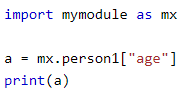 import mymodule as mx
a = mx.person1["age"]
print(a)